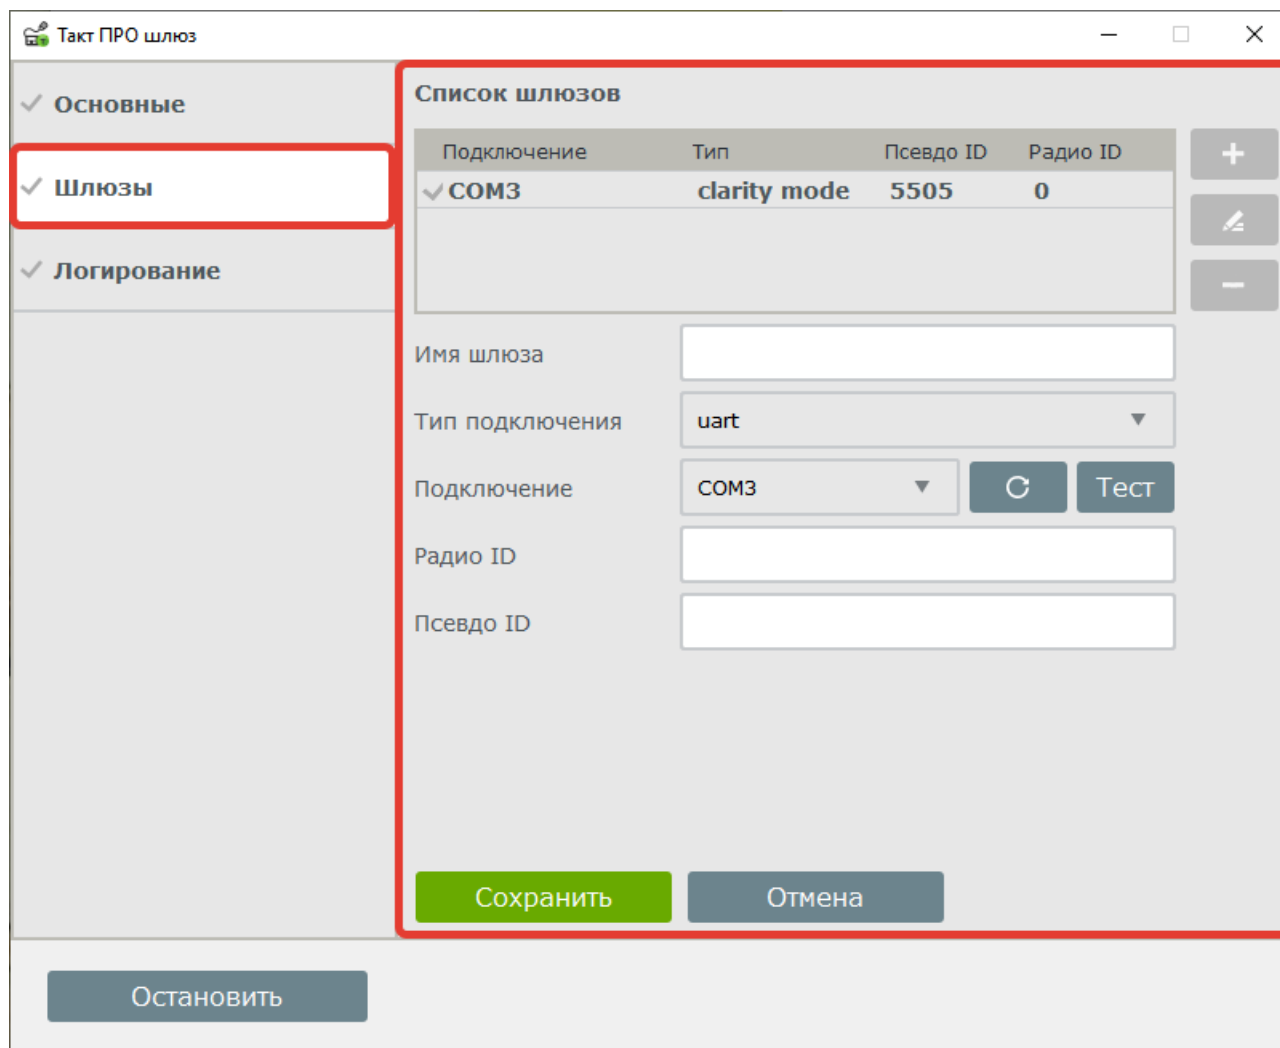 Такт ПРО шлюз
Основные
Шлюзы
Логирование
Список шлюзов
Подключение Тип Псевдо ID Радио ID
COM3 clarity mode 5505 0
Имя шлюза
Тип подключения uart
Подключение COM3 Тест
Радио ID
Псевдо ID
Сохранить Отмена
Остановить